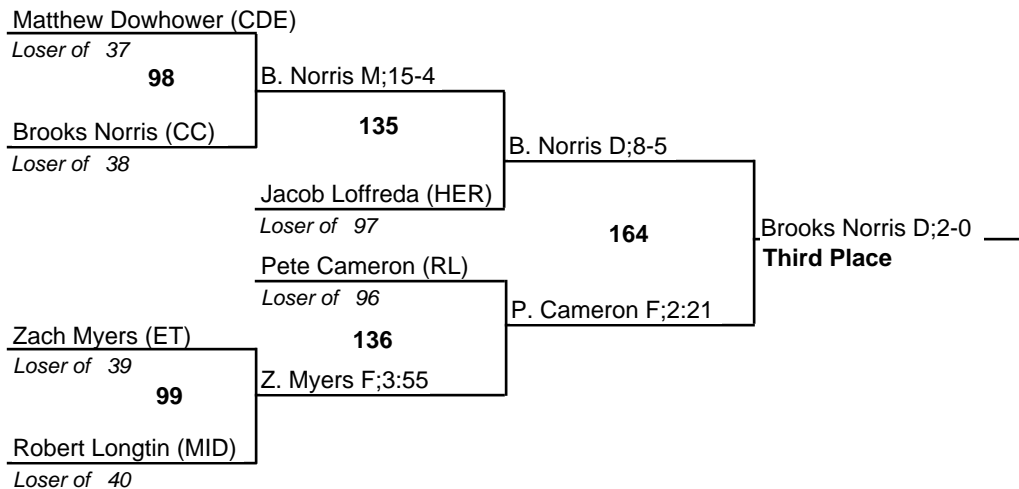 Matthew Dowhower (CDE)
Loser of 37
98
B. Norris M;15-4
Brooks Norris (CC)
Loser of 38
135
B. Norris D;8-5
Jacob Loffreda (HER)
Loser of 97
164
Brooks Norris D;2-0
Third Place
Pete Cameron (RL)
Loser of 96
P. Cameron F;2:21
136
Zach Myers (ET)
Loser of 39
99
Z. Myers F;3:55
Robert Longtin (MID)
Loser of 40